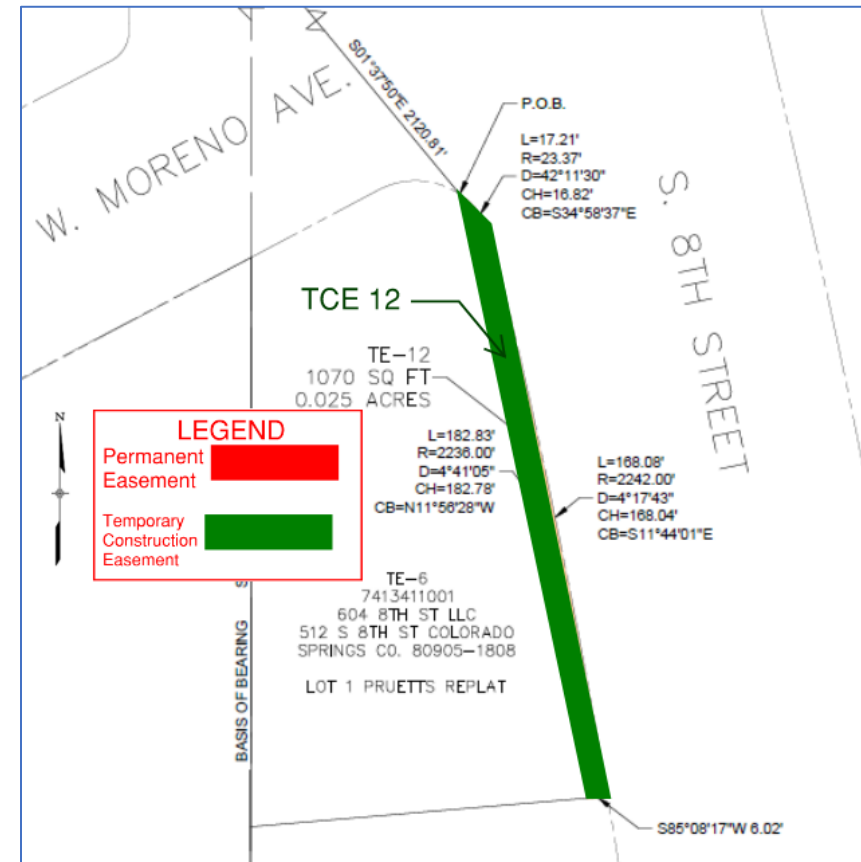 S01°37'50"E 2120.81'
W. MORENO AVE.
P.O.B.
L=17.21'
R=23.37'
D=42°11'30"
CH=16.82'
CB=S34°58'37"E
S. 8TH STREET
TCE 12
TE-12
1070 SQ FT
0.025 ACRES
N
LEGEND
Permanent
Easement
Temporary
Construction
Easement
L=182.83'
R=2236.00'
D=4°41'05"
CH=182.78'
CB=N11°56'28"W
L=168.08'
R=2242.00'
D=4°17'43"
CH=168.04'
CB=S11°44'01"E
TE-6
7413411001
604 8TH ST LLC
512 S 8TH ST COLORADO
SPRINGS CO. 80905-1808
LOT 1 PRUETTS REPLAT
BASIS OF BEARING
S85°08'17"W 6.02'